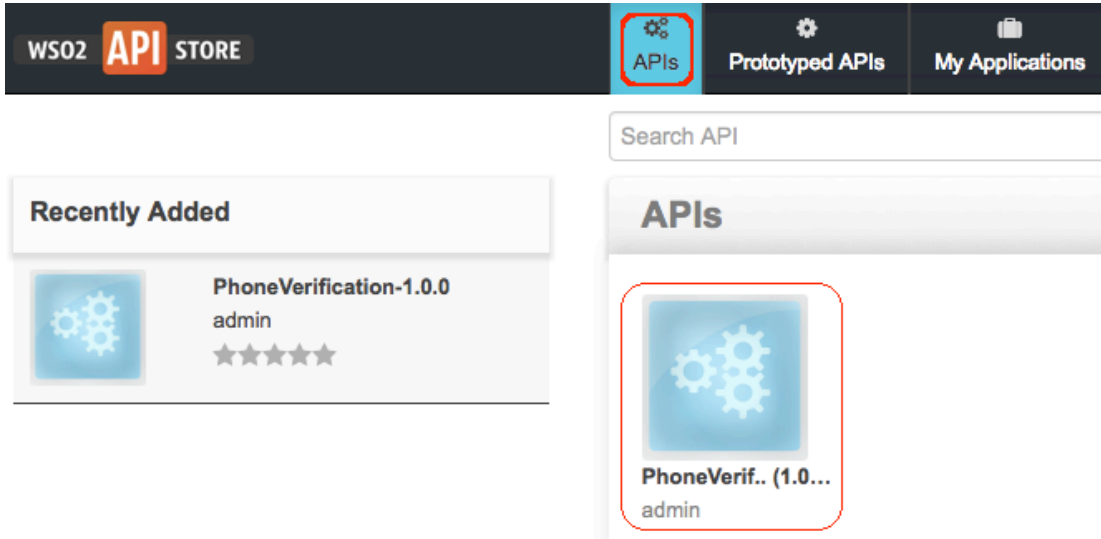 WSO2 API STORE
APIs
Prototyped APIs
My Applications
Search API
Recently Added
PhoneVerification-1.0.0
admin
APIs
PhoneVerif.. (1.0...
admin